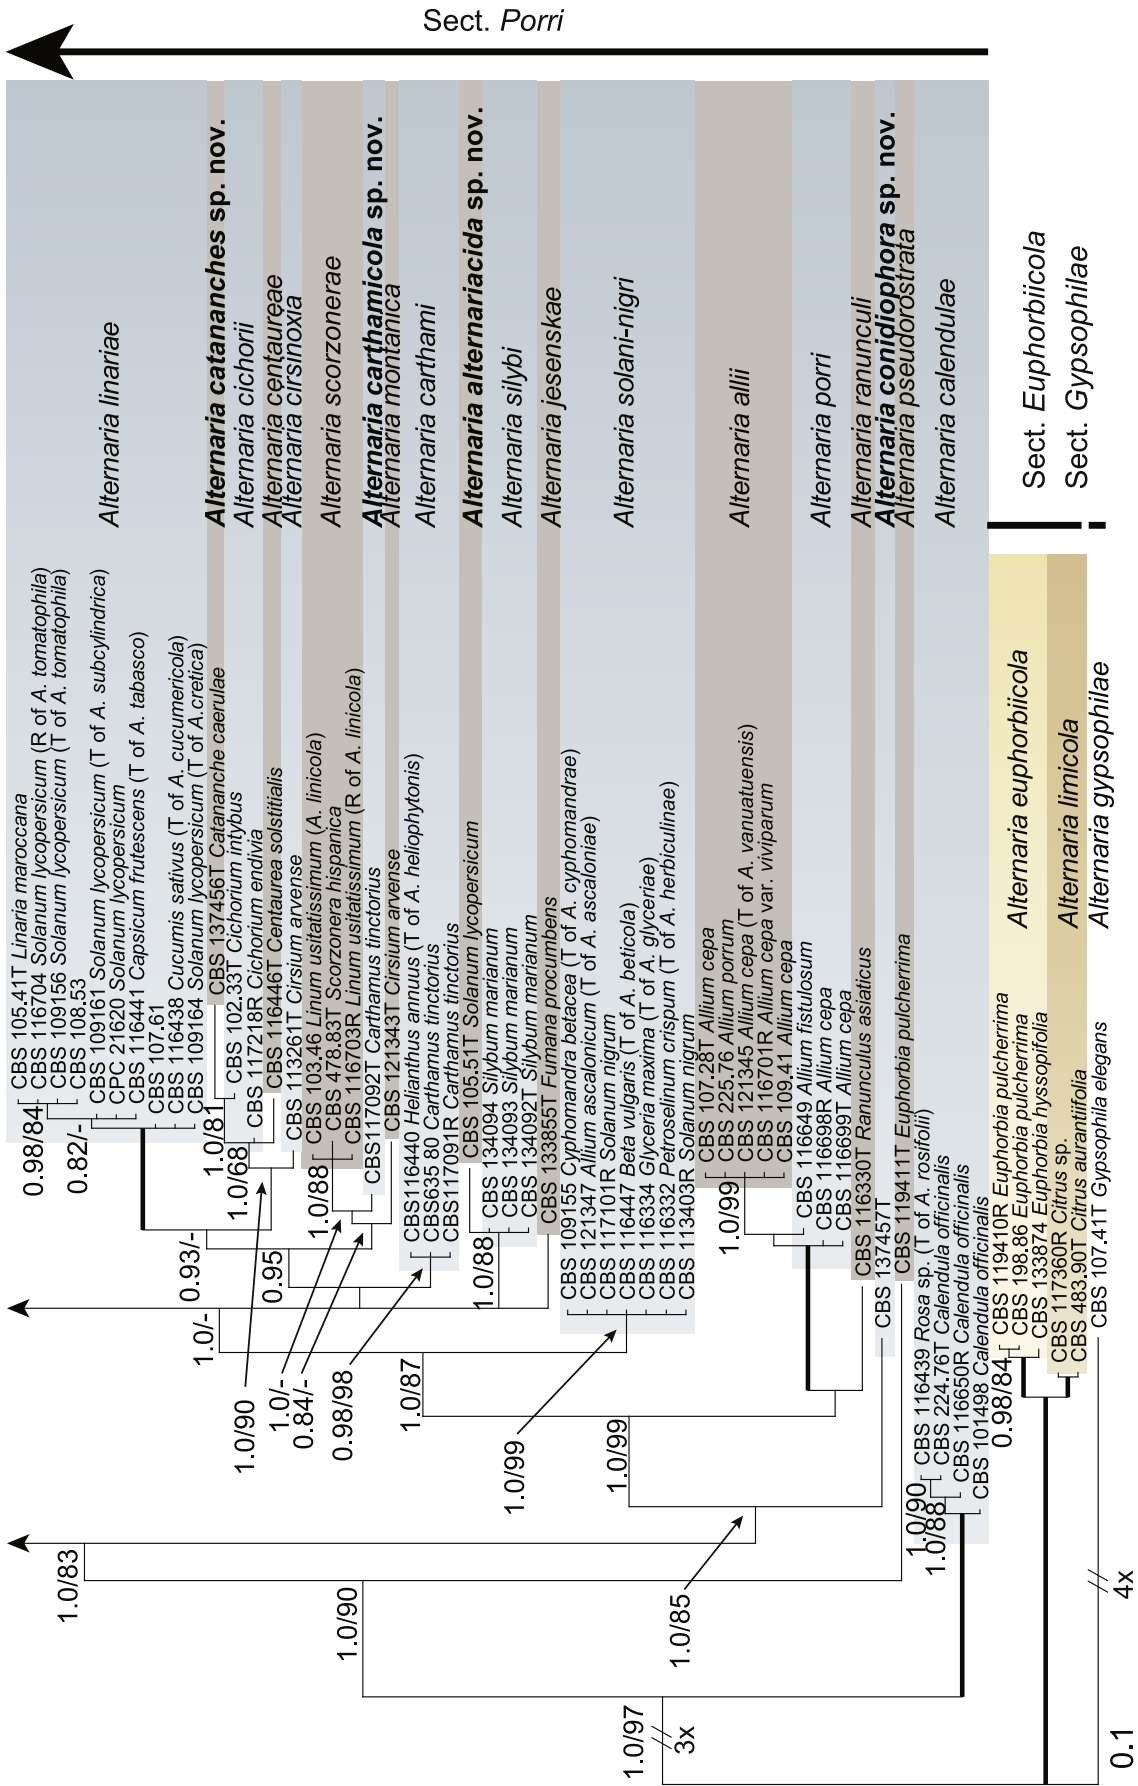 Sect. Porri
CBS 105.41T Linaria maroccana
CBS 116704 Solanum lycopersicum (R of A. tomatophila)
CBS 109156 Solanum lycopersicum (T of A. tomatophila)
CBS 108.53
CBS 109161 Solanum lycopersicum (T of A. subcylindrica)
CPC 21620 Solanum lycopersicum
CBS 116441 Capsicum frutescens (T of A. tabasco)
CBS 107.61
CBS 116438 Cucumis sativus (T of A. cucumericola)
CBS 109164 Solanum lycopersicum (T of A.cretica)
Alternaria linariae
CBS 137456T Catananche caerulae
Alternaria catananches sp. nov.
CBS 102.33T Cichorium intybus
CBS 117218R Cichorium endivia
Alternaria cichorii
CBS 116446T Centaurea solstitialis
Alternaria centaureae
CBS 113261T Cirsium arvense
Alternaria cirsinoxia
CBS 103.46 Linum usitatissimum (A. linicola)
CBS 478.83T Scorzonera hispanica
CBS 116703R Linum usitatissimum (R of A. linicola)
Alternaria scorzonerae
CBS117092T Carthamus tinctorius
Alternaria carthamicola sp. nov.
CBS 121343T Cirsium arvense
Alternaria montanica
CBS116440 Helianthus annuus (T of A. heliophytonis)
CBS635.80 Carthamus tinctorius
CBS117091R Carthamus tinctorius
Alternaria carthami
CBS 105.51T Solanum lycopersicum
Alternaria alternariacida sp. nov.
CBS 134094 Silybum marianum
CBS 134093 Silybum marianum
CBS 134092T Silybum marianum
Alternaria silybi
CBS 133855T Fumana procumbens
Alternaria jesenskae
CBS 109155 Cyphomandra betacea (T of A. cyphomandrae)
CBS 121347 Allium ascalonicum (T of A. ascaloniae)
CBS 117101R Solanum nigrum
CBS 116447 Beta vulgaris (T of A. beticola)
CBS 116334 Glyceria maxima (T of A. glyceriae)
CBS 116332 Petroselinum crispum (T of A. herbiculinae)
CBS 113403R Solanum nigrum
Alternaria solani-nigri
CBS 107.28T Allium cepa
CBS 225.76 Allium porrum
CBS 121345 Allium cepa (T of A. vanuatuensis)
CBS 116701R Allium cepa var. viviparum
CBS 109.41 Allium cepa
Alternaria allii
CBS 116649 Allium fistulosum
CBS 116698R Allium cepa
CBS 116699T Allium cepa
Alternaria porri
CBS 116330T Ranunculus asiaticus
Alternaria ranunculi
CBS 137457T
Alternaria conidiophora sp. nov.
CBS 119411T Euphorbia pulcherrima
Alternaria pseudorostrata
CBS 116439 Rosa sp. (T of A. rosifolii)
CBS 224.76T Calendula officinalis
CBS 116650R Calendula officinalis
CBS 101498 Calendula officinalis
Alternaria calendulae
CBS 119410R Euphorbia pulcherrima
CBS 198.86 Euphorbia pulcherrima
CBS 133874 Euphorbia hyssopifolia
Alternaria euphorbiicola
CBS 117360R Citrus sp.
CBS 483.90T Citrus aurantiifolia
Alternaria limicola
CBS 107.41T Gypsophila elegans
Alternaria gypsophilae
Sect. Euphorbiicola
Sect. Gypsophilae
0.98/84
0.82/-
1.0/81
1.0/68
0.93/-
1.0/88
0.95
1.0/-
1.0/90
1.0/-
0.84/-
0.98/98
1.0/88
1.0/87
1.0/99
1.0/99
1.0/99
1.0/83
1.0/90
1.0/85
1.0/90
1.0/88
0.98/84
1.0/97
3x
4x
0.1